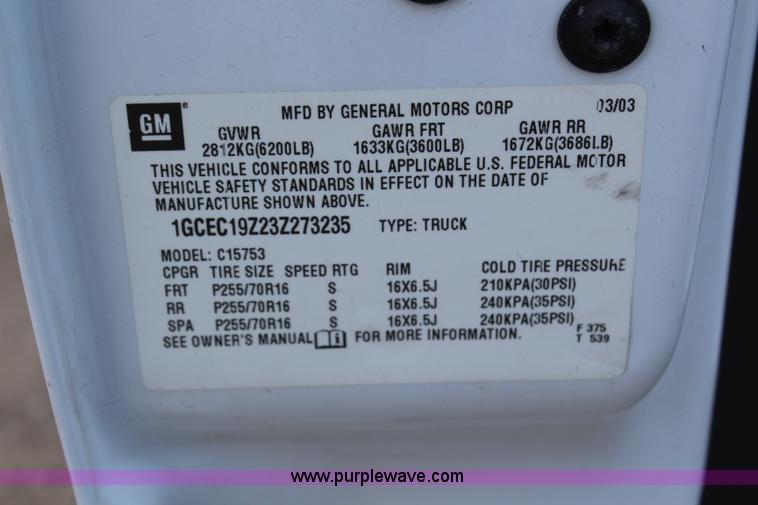 GM MFD BY GENERAL MOTORS CORP 03/03
GVWR GAWR FRT GAWR RR
2812KG(6200LB) 1633KG(3600LB) 1672KG(3686LB)
THIS VEHICLE CONFORMS TO ALL APPLICABLE U.S. FEDERAL MOTOR
VEHICLE SAFETY STANDARDS IN EFFECT ON THE DATE OF
MANUFACTURE SHOWN ABOVE.
1GCEC19Z23Z273235 TYPE: TRUCK
MODEL: C15753
CPGR TIRE SIZE SPEED RTG RIM COLD TIRE PRESSURE
FRT P255/70R16 S 16X6.5J 210KPA(30PSI)
RR P255/70R16 S 16X6.5J 240KPA(35PSI)
SPA P255/70R16 S 16X6.5J 240KPA(35PSI)
SEE OWNER'S MANUAL i FOR MORE INFORMATION.
F 375
T 539
www.purplewave.com